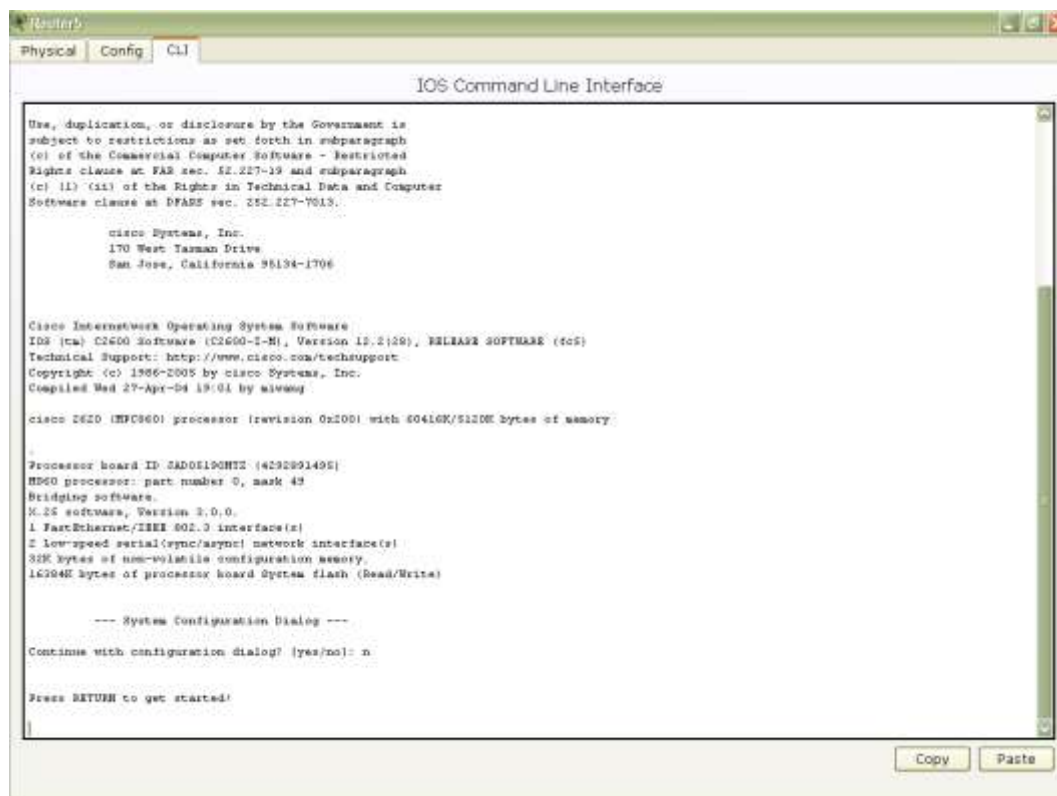 Router5
Physical Config CLI
IOS Command Line Interface
Use, duplication, or disclosure by the Government is
subject to restrictions as set forth in subparagraph
(c) of the Commercial Computer Software - Restricted
Rights clause at FAR sec. 52.227-19 and subparagraph
(c) (1) (ii) of the Rights in Technical Data and Computer
Software clause at DFARS sec. 252.227-7013.
cisco Systems, Inc.
170 West Tasman Drive
San Jose, California 95134-1706
Cisco Internetwork Operating System Software
IOS (tm) C2600 Software (C2600-I-M), Version 12.2(28), RELEASE SOFTWARE (fc5)
Technical Support: http://www.cisco.com/techsupport
Copyright (c) 1986-2005 by cisco Systems, Inc.
Compiled Wed 27-Apr-04 19:01 by miwang
cisco 2620 (MPC860) processor (revision 0x200) with 60416K/5120K bytes of memory
.
Processor board ID JAD05190MTZ (4292891495)
M860 processor: part number 0, mask 49
Bridging software.
X.25 software, Version 3.0.0.
1 FastEthernet/IEEE 802.3 interface(s)
2 Low-speed serial(sync/async) network interface(s)
32K bytes of non-volatile configuration memory.
16384K bytes of processor board System flash (Read/Write)
--- System Configuration Dialog ---
Continue with configuration dialog? [yes/no]: n
Press RETURN to get started!
Copy Paste